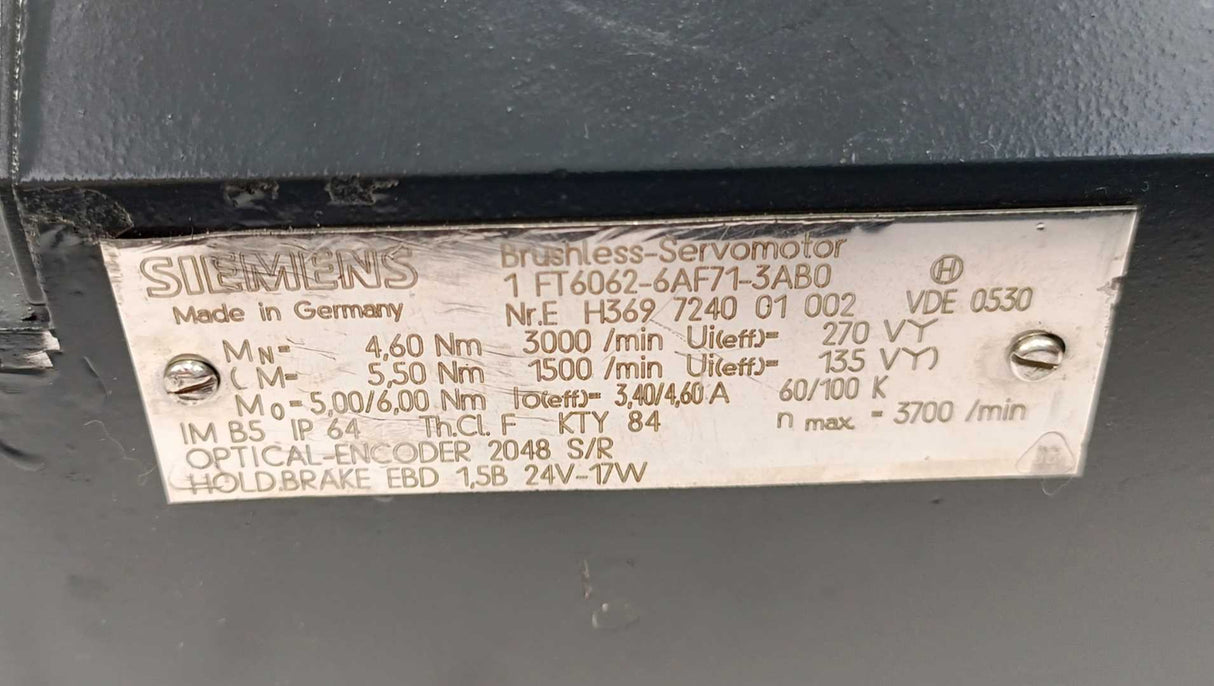 SIEMENS
Brushless-Servomotor
1 FT6062-6AF71-3AB0
Made in Germany
Nr.E H369 7240 01 002 VDE 0530
MN= 4,60 Nm 3000 /min Ui(eff)= 270 VY
( M= 5,50 Nm 1500 /min Ui(eff)= 135 VY)
M0=5,00/6,00 Nm I0(eff)= 3,40/4,60 A 60/100 K
IM B5 IP 64 Th.Cl. F KTY 84 n max. = 3700 /min
OPTICAL-ENCODER 2048 S/R
HOLD.BRAKE EBD 1,5B 24V-17W